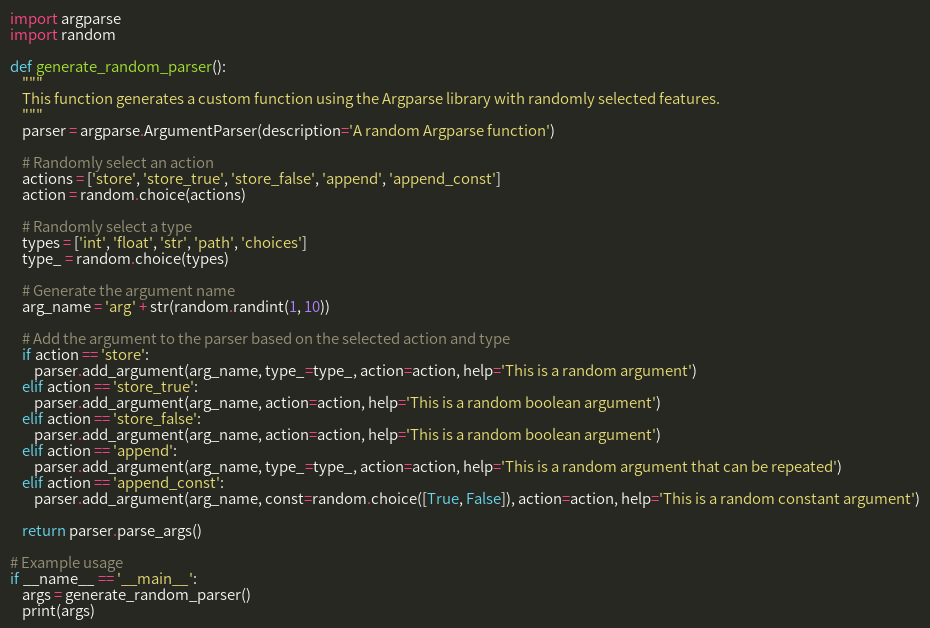 import argparse
import random

def generate_random_parser():
    """
    This function generates a custom function using the Argparse library with randomly selected features.
    """
    parser = argparse.ArgumentParser(description='A random Argparse function')

    # Randomly select an action
    actions = ['store', 'store_true', 'store_false', 'append', 'append_const']
    action = random.choice(actions)

    # Randomly select a type
    types = ['int', 'float', 'str', 'path', 'choices']
    type_ = random.choice(types)

    # Generate the argument name
    arg_name = 'arg' + str(random.randint(1, 10))

    # Add the argument to the parser based on the selected action and type
    if action == 'store':
        parser.add_argument(arg_name, type_=type_, action=action, help='This is a random argument')
    elif action == 'store_true':
        parser.add_argument(arg_name, action=action, help='This is a random boolean argument')
    elif action == 'store_false':
        parser.add_argument(arg_name, action=action, help='This is a random boolean argument')
    elif action == 'append':
        parser.add_argument(arg_name, type_=type_, action=action, help='This is a random argument that can be repeated')
    elif action == 'append_const':
        parser.add_argument(arg_name, const=random.choice([True, False]), action=action, help='This is a random constant argument')

    return parser.parse_args()

# Example usage
if __name__ == '__main__':
    args = generate_random_parser()
    print(args)